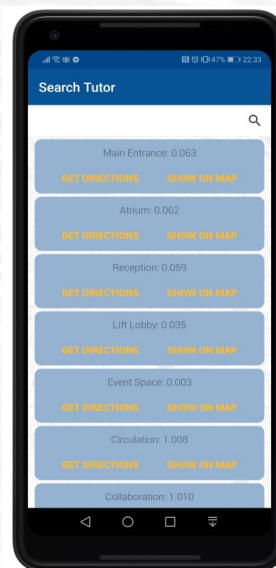 47% 22:33
Search Tutor
Main Entrance: 0.063
GET DIRECTIONS SHOW ON MAP
Atrium: 0.062
GET DIRECTIONS SHOW ON MAP
Reception: 0.059
GET DIRECTIONS SHOW ON MAP
Lift Lobby: 0.035
GET DIRECTIONS SHOW ON MAP
Event Space: 0.003
GET DIRECTIONS SHOW ON MAP
Circulation: 1.008
GET DIRECTIONS SHOW ON MAP
Collaboration: 1.010